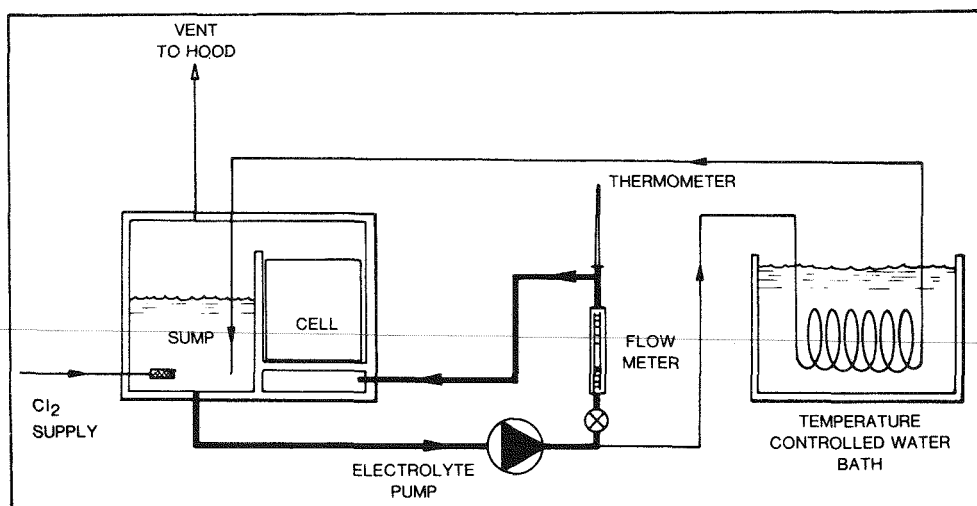 VENT
TO HOOD
THERMOMETER
SUMP
CELL
FLOW
METER
Cl2
SUPPLY
ELECTROLYTE
PUMP
TEMPERATURE
CONTROLLED WATER
BATH